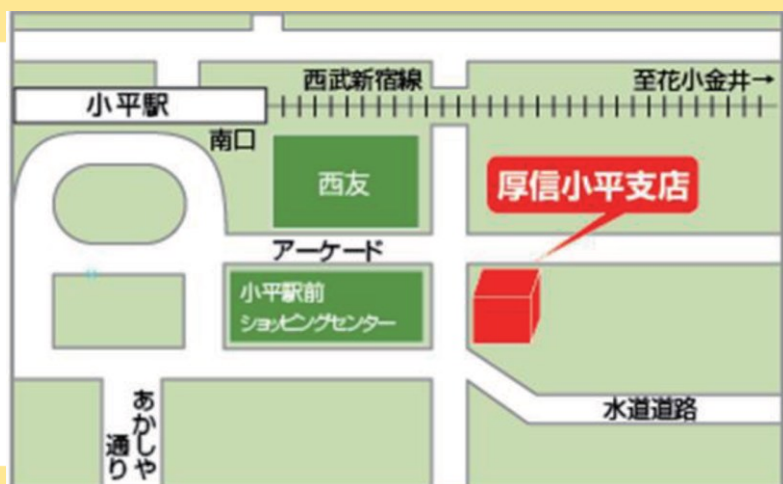 西武新宿線
至花小金井→
小平駅
南口
西友
厚信小平支店
アーケード
小平駅前
ショッピングセンター
水道道路
あかしや
通り